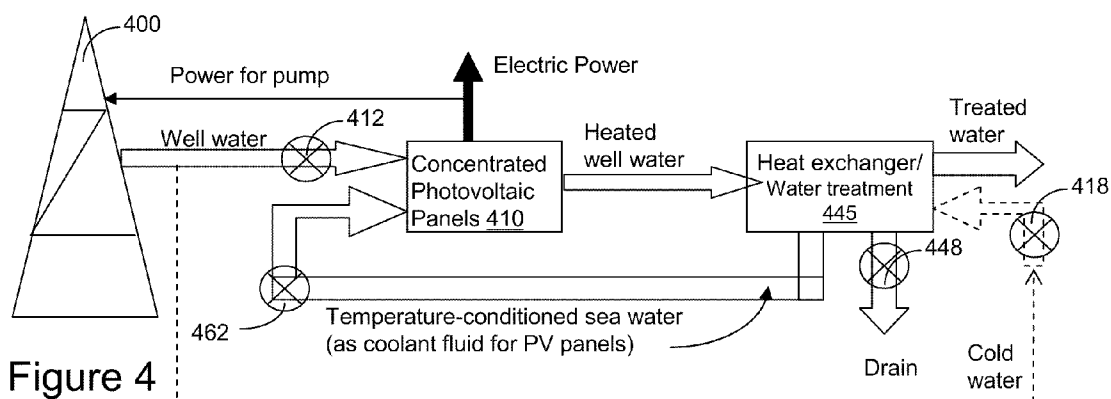 400
Power for pump
Electric Power
Well water
412
Heated
well water
Treated
water
Concentrated
Photovoltaic
Panels 410
Heat exchanger/
Water treatment
445
418
448
462
Temperature-conditioned sea water
(as coolant fluid for PV panels)
Drain
Cold
water
Figure 4